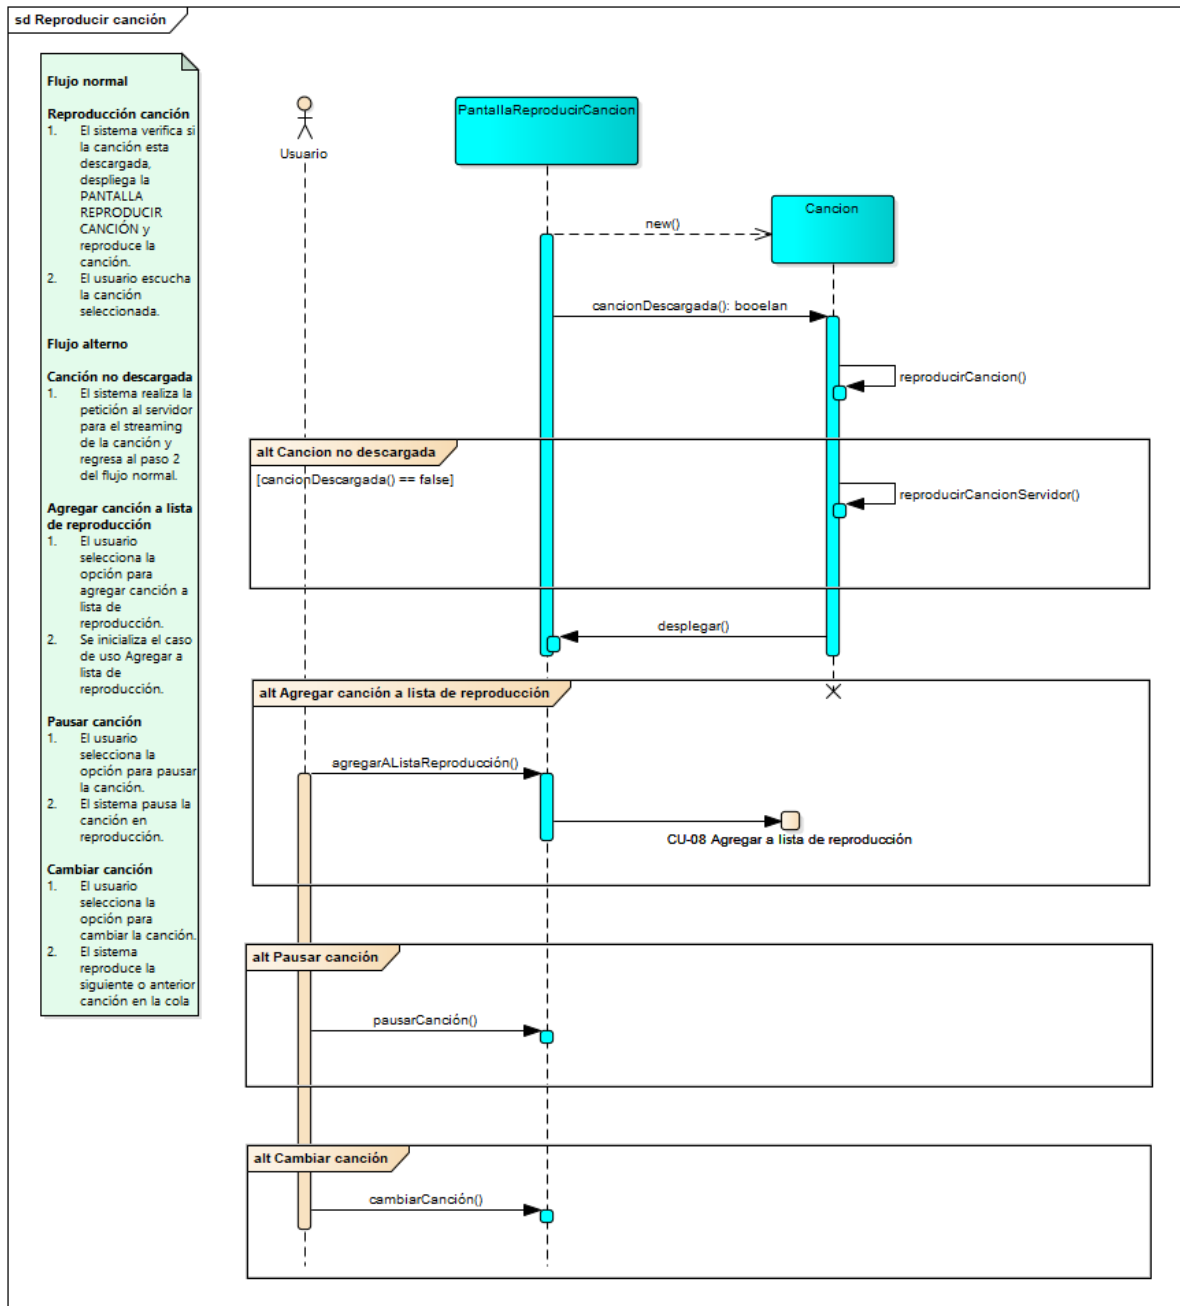 sd Reproducir canción
Flujo normal
Reproducción canción
1. El sistema verifica si
la canción esta
descargada,
despliega la
PANTALLA
REPRODUCIR
CANCIÓN y
reproduce la
canción.
2. El usuario escucha
la canción
seleccionada.
Flujo alterno
Canción no descargada
1. El sistema realiza la
petición al servidor
para el streaming
de la canción y
regresa al paso 2
del flujo normal.
Agregar canción a lista
de reproducción
1. El usuario
selecciona la
opción para
agregar canción a
lista de
reproducción.
2. Se inicializa el caso
de uso Agregar a
lista de
reproducción.
Pausar canción
1. El usuario
selecciona la
opción para pausar
la canción.
2. El sistema pausa la
canción en
reproducción.
Cambiar canción
1. El usuario
selecciona la
opción para
cambiar la canción.
2. El sistema
reproduce la
siguiente o anterior
canción en la cola
Usuario
PantallaReproducirCancion
Cancion
new()
cancionDescargada(): booelan
reproducirCancion()
alt Cancion no descargada
[cancionDescargada() == false]
reproducirCancionServidor()
desplegar()
alt Agregar canción a lista de reproducción
agregarAListaReproducción()
CU-08 Agregar a lista de reproducción
alt Pausar canción
pausarCanción()
alt Cambiar canción
cambiarCanción()